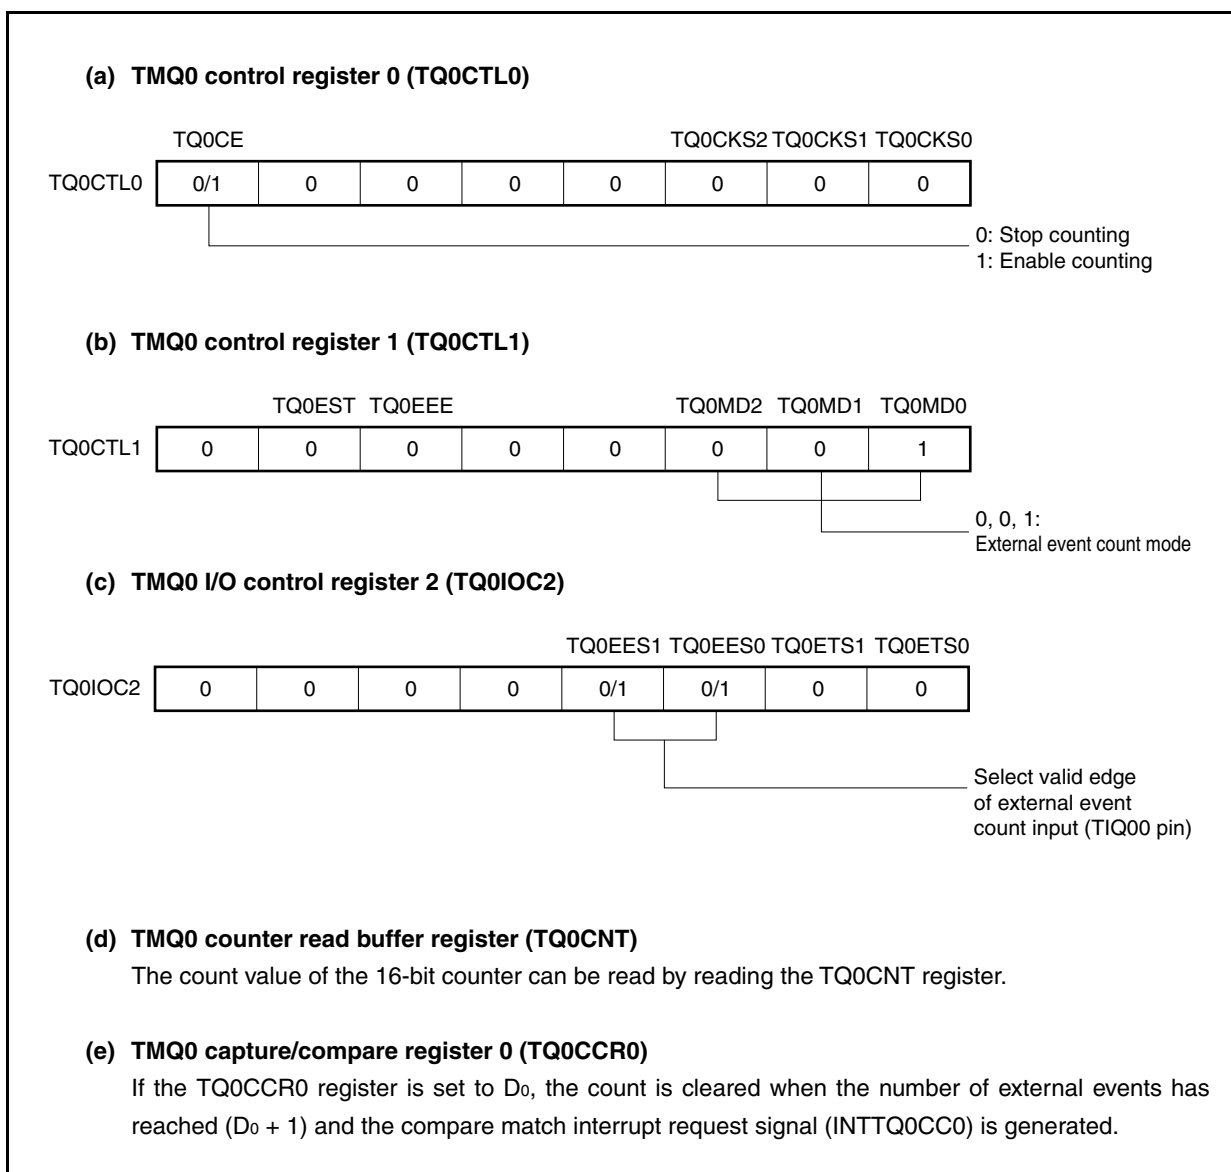 (a) TMQ0 control register 0 (TQ0CTL0)
TQ0CE TQ0CKS2 TQ0CKS1 TQ0CKS0
TQ0CTL0 0/1 0 0 0 0 0 0 0
0: Stop counting
1: Enable counting
(b) TMQ0 control register 1 (TQ0CTL1)
TQ0EST TQ0EEE TQ0MD2 TQ0MD1 TQ0MD0
TQ0CTL1 0 0 0 0 0 0 0 1
0, 0, 1:
External event count mode
(c) TMQ0 I/O control register 2 (TQ0IOC2)
TQ0EES1 TQ0EES0 TQ0ETS1 TQ0ETS0
TQ0IOC2 0 0 0 0 0/1 0/1 0 0
Select valid edge
of external event
count input (TIQ00 pin)
(d) TMQ0 counter read buffer register (TQ0CNT)
The count value of the 16-bit counter can be read by reading the TQ0CNT register.
(e) TMQ0 capture/compare register 0 (TQ0CCR0)
If the TQ0CCR0 register is set to D0, the count is cleared when the number of external events has
reached (D0 + 1) and the compare match interrupt request signal (INTTQ0CC0) is generated.